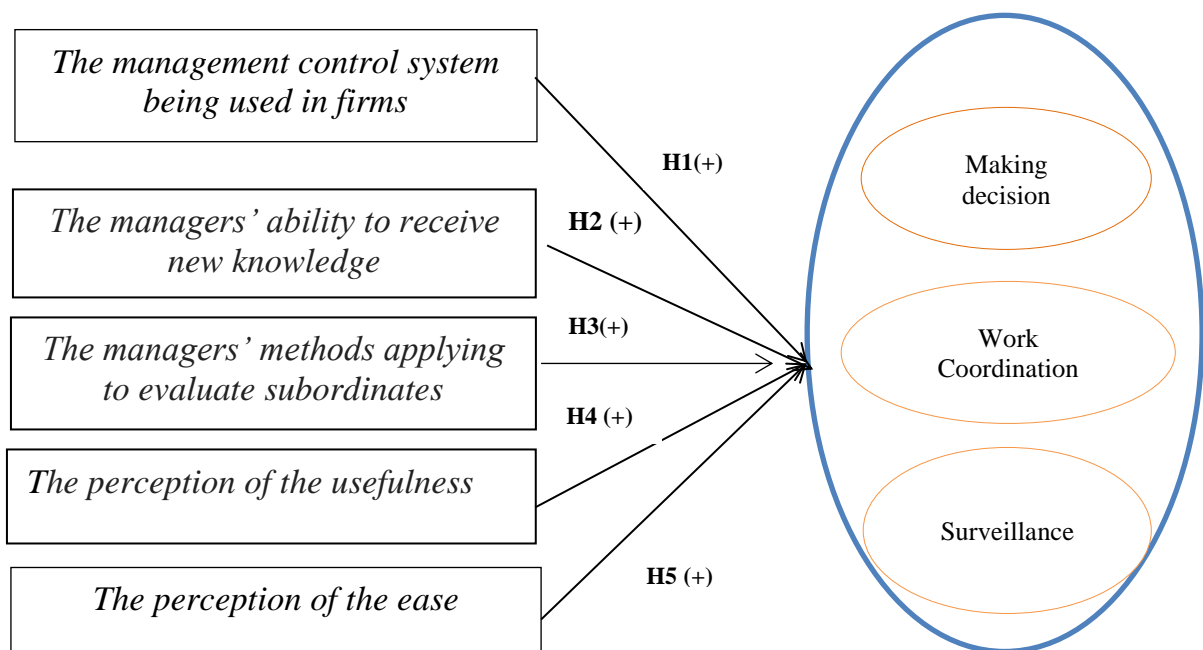 The management control system
being used in firms
H1(+)
The managers' ability to receive
new knowledge
H2 (+)
The managers' methods applying
to evaluate subordinates
H3(+)
The perception of the usefulness
H4 (+)
The perception of the ease
H5 (+)
Making
decision
Work
Coordination
Surveillance